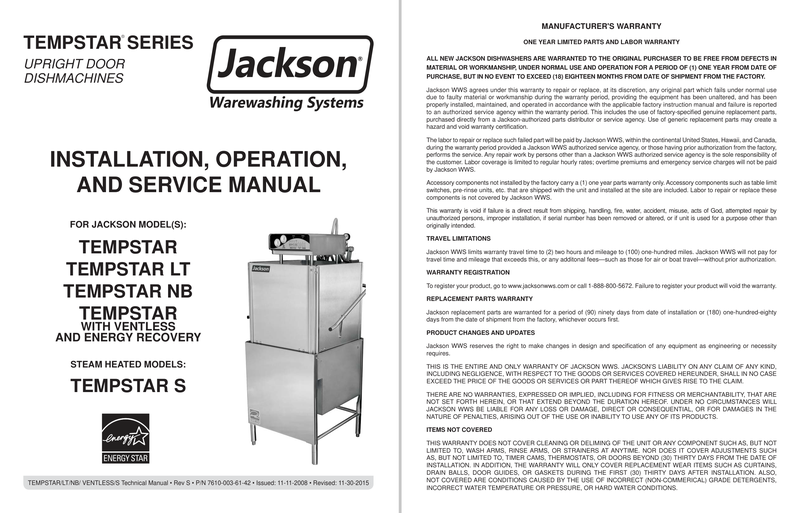 TEMPSTAR® SERIES
UPRIGHT DOOR
DISHMACHINES
Jackson®
Warewashing Systems
INSTALLATION, OPERATION,
AND SERVICE MANUAL
FOR JACKSON MODEL(S):
TEMPSTAR
TEMPSTAR LT
TEMPSTAR NB
TEMPSTAR
WITH VENTLESS
AND ENERGY RECOVERY
STEAM HEATED MODELS:
TEMPSTAR S
Jackson
energy
ENERGY STAR
TEMPSTAR/LT/NB/ VENTLESS/S Technical Manual • Rev S • P/N 7610-003-61-42 • Issued: 11-11-2008 • Revised: 11-30-2015
MANUFACTURER'S WARRANTY
ONE YEAR LIMITED PARTS AND LABOR WARRANTY
ALL NEW JACKSON DISHWASHERS ARE WARRANTED TO THE ORIGINAL PURCHASER TO BE FREE FROM DEFECTS IN
MATERIAL OR WORKMANSHIP, UNDER NORMAL USE AND OPERATION FOR A PERIOD OF (1) ONE YEAR FROM DATE OF
PURCHASE, BUT IN NO EVENT TO EXCEED (18) EIGHTEEN MONTHS FROM DATE OF SHIPMENT FROM THE FACTORY.
Jackson WWS agrees under this warranty to repair or replace, at its discretion, any original part which fails under normal use
due to faulty material or workmanship during the warranty period, providing the equipment has been unaltered, and has been
properly installed, maintained, and operated in accordance with the applicable factory instruction manual and failure is reported
to an authorized service agency within the warranty period. This includes the use of factory-specified genuine replacement parts,
purchased directly from a Jackson-authorized parts distributor or service agency. Use of generic replacement parts may create a
hazard and void warranty certification.
The labor to repair or replace such failed part will be paid by Jackson WWS, within the continental United States, Hawaii, and Canada,
during the warranty period provided a Jackson WWS authorized service agency, or those having prior authorization from the factory,
performs the service. Any repair work by persons other than a Jackson WWS authorized service agency is the sole responsibility of
the customer. Labor coverage is limited to regular hourly rates; overtime premiums and emergency service charges will not be paid
by Jackson WWS.
Accessory components not installed by the factory carry a (1) one year parts warranty only. Accessory components such as table limit
switches, pre-rinse units, etc. that are shipped with the unit and installed at the site are included. Labor to repair or replace these
components is not covered by Jackson WWS.
This warranty is void if failure is a direct result from shipping, handling, fire, water, accident, misuse, acts of God, attempted repair by
unauthorized persons, improper installation, if serial number has been removed or altered, or if unit is used for a purpose other than
originally intended.
TRAVEL LIMITATIONS
Jackson WWS limits warranty travel time to (2) two hours and mileage to (100) one-hundred miles. Jackson WWS will not pay for
travel time and mileage that exceeds this, or any additonal fees—such as those for air or boat travel—without prior authorization.
WARRANTY REGISTRATION
To register your product, go to www.jacksonwws.com or call 1-888-800-5672. Failure to register your product will void the warranty.
REPLACEMENT PARTS WARRANTY
Jackson replacement parts are warranted for a period of (90) ninety days from date of installation or (180) one-hundred-eighty
days from the date of shipment from the factory, whichever occurs first.
PRODUCT CHANGES AND UPDATES
Jackson WWS reserves the right to make changes in design and specification of any equipment as engineering or necessity
requires.
THIS IS THE ENTIRE AND ONLY WARRANTY OF JACKSON WWS. JACKSON'S LIABILITY ON ANY CLAIM OF ANY KIND,
INCLUDING NEGLIGENCE, WITH RESPECT TO THE GOODS OR SERVICES COVERED HEREUNDER, SHALL IN NO CASE
EXCEED THE PRICE OF THE GOODS OR SERVICES OR PART THEREOF WHICH GIVES RISE TO THE CLAIM.
THERE ARE NO WARRANTIES, EXPRESSED OR IMPLIED, INCLUDING FOR FITNESS OR MERCHANTABILITY, THAT ARE
NOT SET FORTH HEREIN, OR THAT EXTEND BEYOND THE DURATION HEREOF. UNDER NO CIRCUMSTANCES WILL
JACKSON WWS BE LIABLE FOR ANY LOSS OR DAMAGE, DIRECT OR CONSEQUENTIAL, OR FOR DAMAGES IN THE
NATURE OF PENALTIES, ARISING OUT OF THE USE OR INABILITY TO USE ANY OF ITS PRODUCTS.
ITEMS NOT COVERED
THIS WARRANTY DOES NOT COVER CLEANING OR DELIMING OF THE UNIT OR ANY COMPONENT SUCH AS, BUT NOT
LIMITED TO, WASH ARMS, RINSE ARMS, OR STRAINERS AT ANYTIME. NOR DOES IT COVER ADJUSTMENTS SUCH
AS, BUT NOT LIMITED TO, TIMER CAMS, THERMOSTATS, OR DOORS BEYOND (30) THIRTY DAYS FROM THE DATE OF
INSTALLATION. IN ADDITION, THE WARRANTY WILL ONLY COVER REPLACEMENT WEAR ITEMS SUCH AS CURTAINS,
DRAIN BALLS, DOOR GUIDES, OR GASKETS DURING THE FIRST (30) THIRTY DAYS AFTER INSTALLATION. ALSO,
NOT COVERED ARE CONDITIONS CAUSED BY THE USE OF INCORRECT (NON-COMMERICAL) GRADE DETERGENTS,
INCORRECT WATER TEMPERATURE OR PRESSURE, OR HARD WATER CONDITIONS.